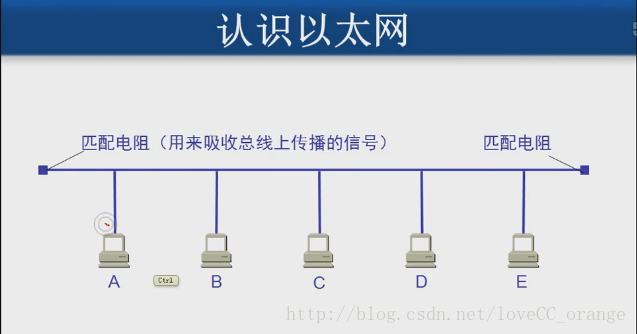 认识以太网
匹配电阻（用来吸收总线上传播的信号）
匹配电阻
A
Ctrl
B
C
D
E
http://blog.csdn.net/loveCC_orange